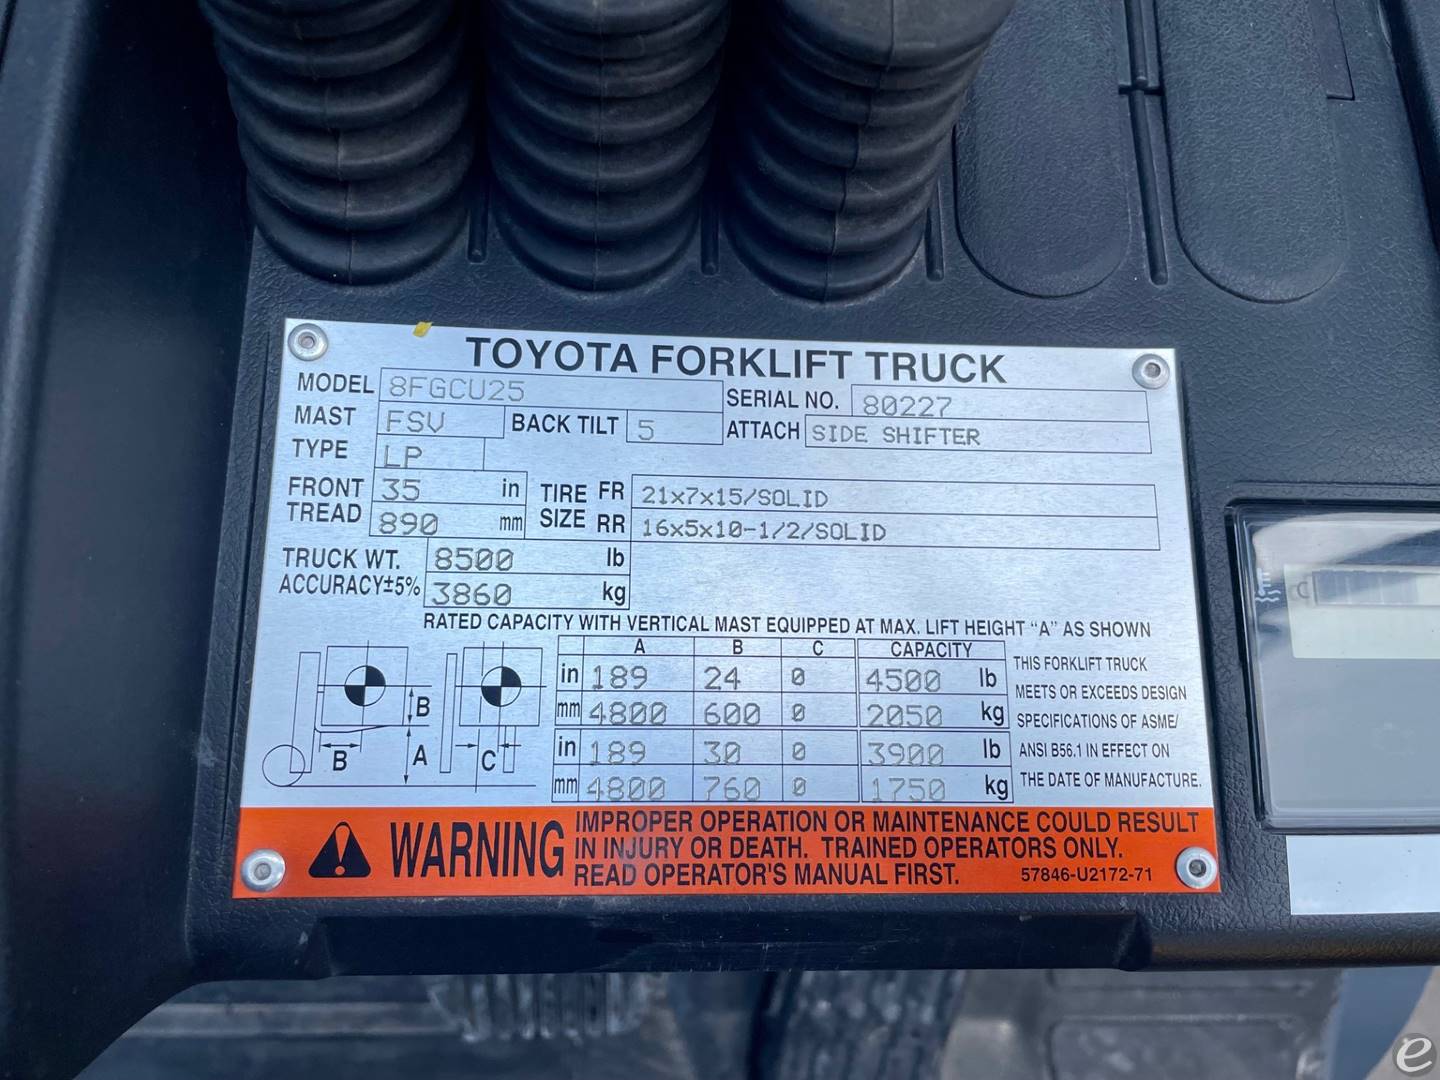 TOYOTA FORKLIFT TRUCK
MODEL 8FGCU25 SERIAL NO. 80227
MAST FSV BACK TILT 5 ATTACH SIDE SHIFTER
TYPE LP
FRONT TREAD 35 in TIRE SIZE FR 21x7x15/SOLID
890 mm RR 16x5x10-1/2/SOLID
TRUCK WT. 8500 lb
ACCURACY±5% 3860 kg
RATED CAPACITY WITH VERTICAL MAST EQUIPPED AT MAX. LIFT HEIGHT "A" AS SHOWN
A B C CAPACITY
in 189 24 0 4500 lb
mm 4800 600 0 2050 kg
in 189 30 0 3900 lb
mm 4800 760 0 1750 kg
B B A C
THIS FORKLIFT TRUCK
MEETS OR EXCEEDS DESIGN
SPECIFICATIONS OF ASME/
ANSI B56.1 IN EFFECT ON
THE DATE OF MANUFACTURE.
WARNING
IMPROPER OPERATION OR MAINTENANCE COULD RESULT
IN INJURY OR DEATH. TRAINED OPERATORS ONLY.
READ OPERATOR'S MANUAL FIRST. 57846-U2172-71
C
e